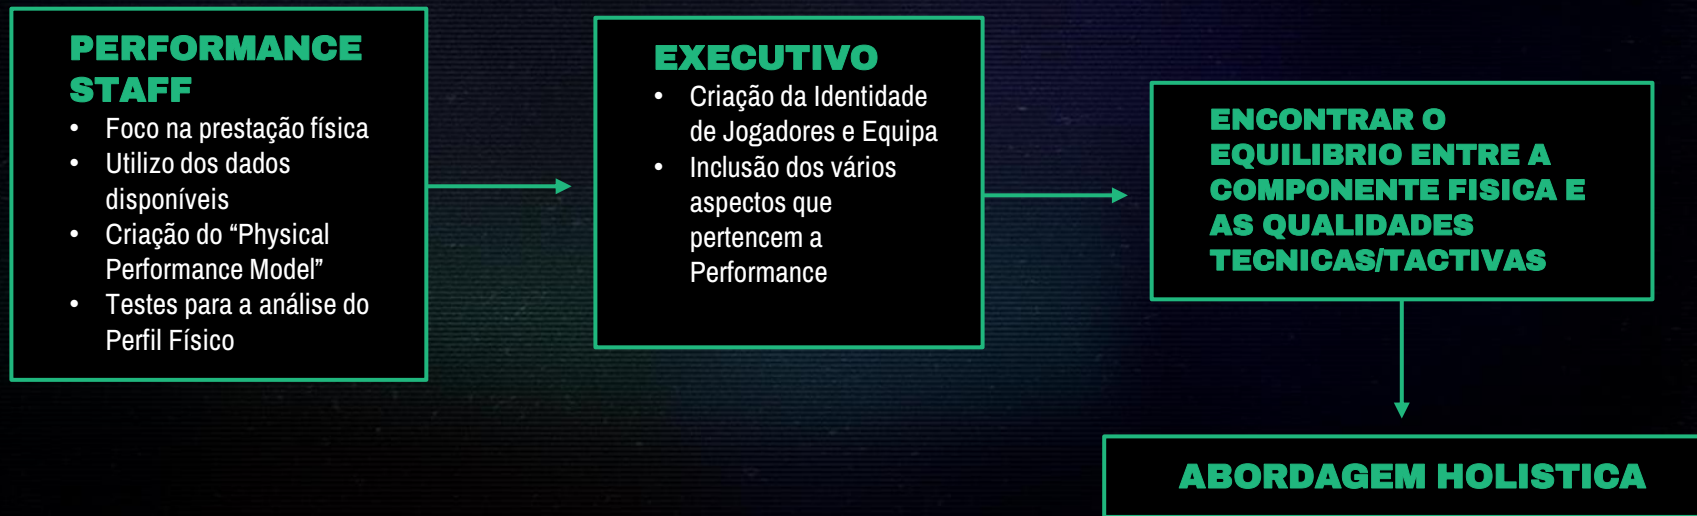 PERFORMANCE
STAFF
• Foco na prestação física
• Utilizo dos dados
disponíveis
• Criação do “Physical
Performance Model”
• Testes para a análise do
Perfil Físico
EXECUTIVO
• Criação da Identidade
de Jogadores e Equipa
• Inclusão dos vários
aspectos que
pertencem a
Performance
ENCONTRAR O
EQUILIBRIO ENTRE A
COMPONENTE FISICA E
AS QUALIDADES
TECNICAS/TACTIVAS
ABORDAGEM HOLISTICA